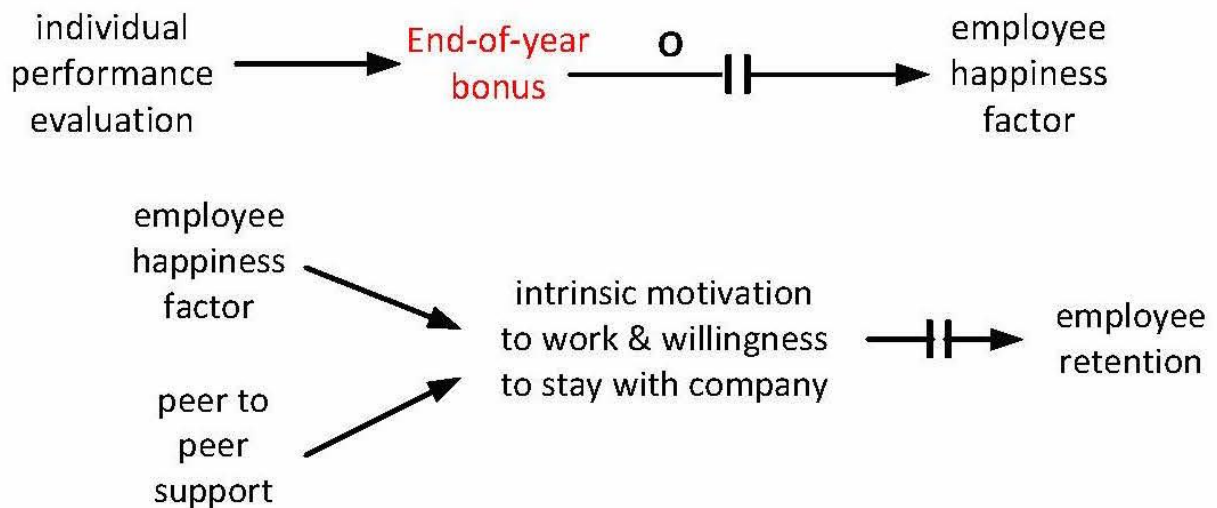 individual
performance
evaluation
End-of-year
bonus
O
employee
happiness
factor
employee
happiness
factor
peer to
peer
support
intrinsic motivation
to work & willingness
to stay with company
employee
retention